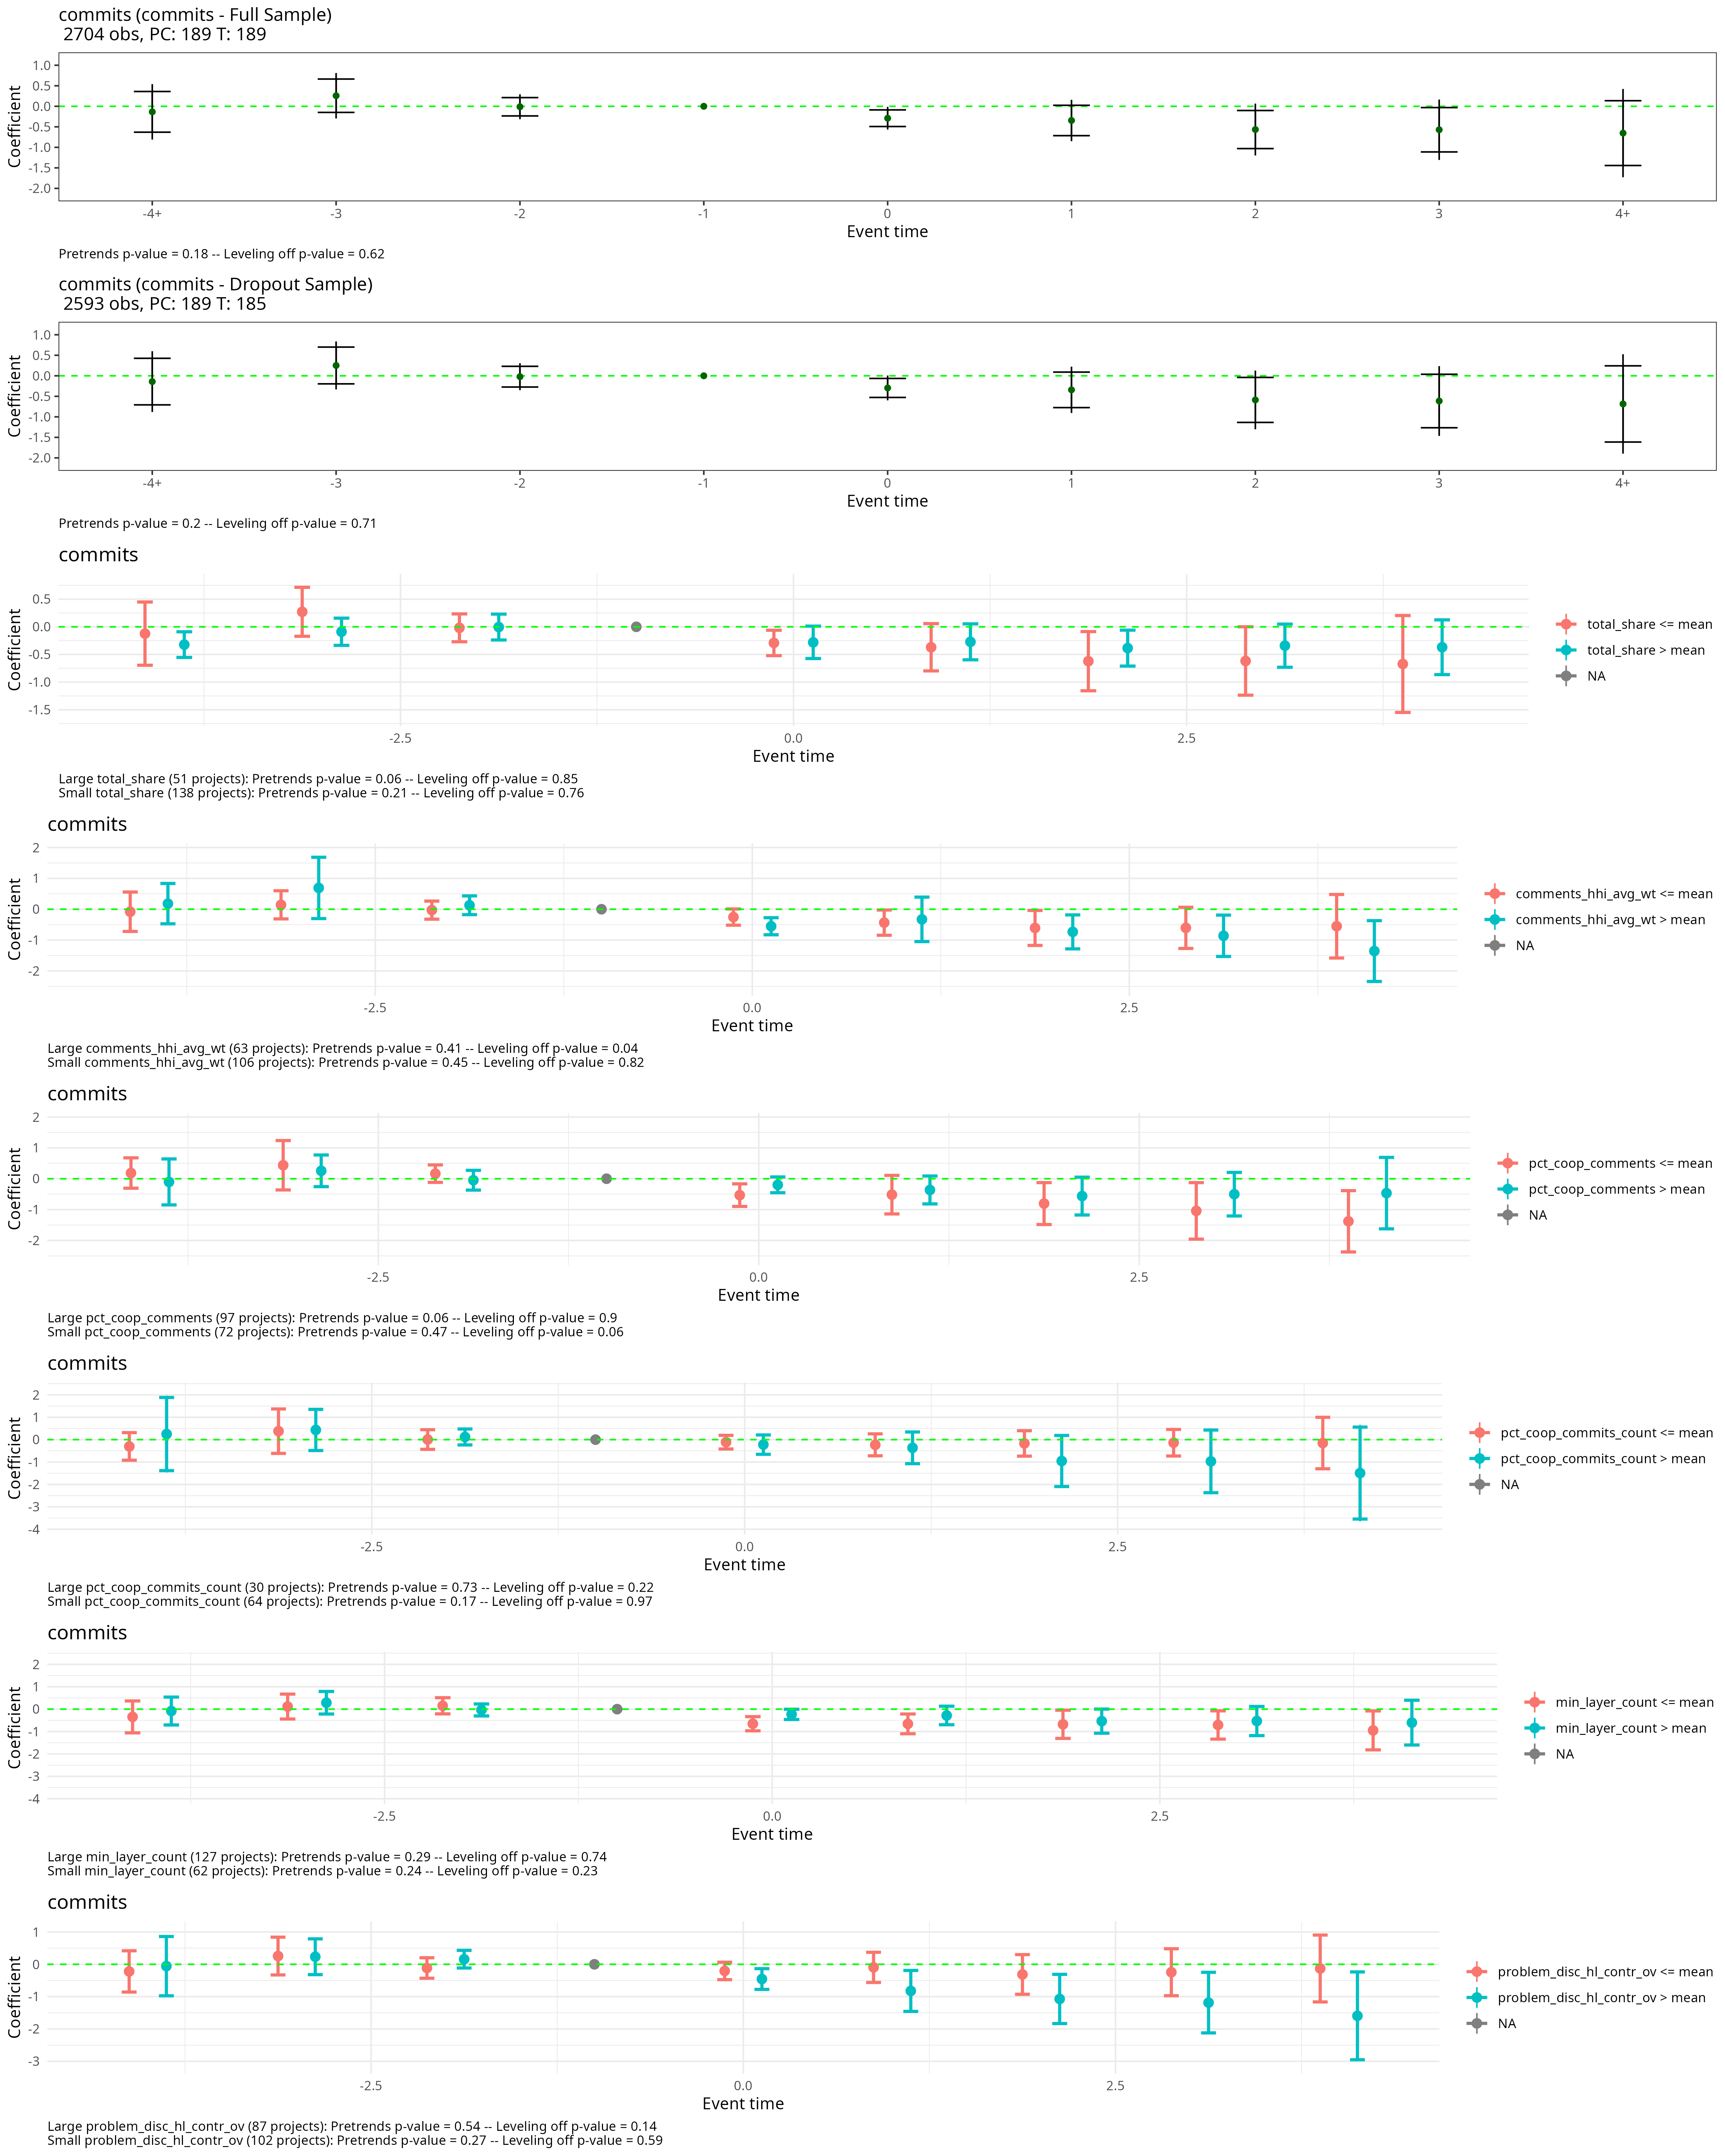 commits (commits - Full Sample)
2704 obs, PC: 189 T: 189
Coefficient
1.0
0.5
0.0
-0.5
-1.0
-1.5
-2.0
-4+ -3 -2 -1 0 1 2 3 4+
Event time
Pretrends p-value = 0.18 -- Leveling off p-value = 0.62
commits (commits - Dropout Sample)
2593 obs, PC: 189 T: 185
Coefficient
1.0
0.5
0.0
-0.5
-1.0
-1.5
-2.0
-4+ -3 -2 -1 0 1 2 3 4+
Event time
Pretrends p-value = 0.2 -- Leveling off p-value = 0.71
commits
Coefficient
0.5
0.0
-0.5
-1.0
-1.5
-2.5 0.0 2.5
Event time
total_share <= mean
total_share > mean
NA
Large total_share (51 projects): Pretrends p-value = 0.06 -- Leveling off p-value = 0.85
Small total_share (138 projects): Pretrends p-value = 0.21 -- Leveling off p-value = 0.76
commits
Coefficient
2
1
0
-1
-2
-2.5 0.0 2.5
Event time
comments_hhi_avg_wt <= mean
comments_hhi_avg_wt > mean
NA
Large comments_hhi_avg_wt (63 projects): Pretrends p-value = 0.41 -- Leveling off p-value = 0.04
Small comments_hhi_avg_wt (106 projects): Pretrends p-value = 0.45 -- Leveling off p-value = 0.82
commits
Coefficient
2
1
0
-1
-2
-2.5 0.0 2.5
Event time
pct_coop_comments <= mean
pct_coop_comments > mean
NA
Large pct_coop_comments (97 projects): Pretrends p-value = 0.06 -- Leveling off p-value = 0.9
Small pct_coop_comments (72 projects): Pretrends p-value = 0.47 -- Leveling off p-value = 0.06
commits
Coefficient
2
1
0
-1
-2
-3
-4
-2.5 0.0 2.5
Event time
pct_coop_commits_count <= mean
pct_coop_commits_count > mean
NA
Large pct_coop_commits_count (30 projects): Pretrends p-value = 0.73 -- Leveling off p-value = 0.22
Small pct_coop_commits_count (64 projects): Pretrends p-value = 0.17 -- Leveling off p-value = 0.97
commits
Coefficient
2
1
0
-1
-2
-3
-4
-2.5 0.0 2.5
Event time
min_layer_count <= mean
min_layer_count > mean
NA
Large min_layer_count (127 projects): Pretrends p-value = 0.29 -- Leveling off p-value = 0.74
Small min_layer_count (62 projects): Pretrends p-value = 0.24 -- Leveling off p-value = 0.23
commits
Coefficient
1
0
-1
-2
-3
-2.5 0.0 2.5
Event time
problem_disc_hl_contr_ov <= mean
problem_disc_hl_contr_ov > mean
NA
Large problem_disc_hl_contr_ov (87 projects): Pretrends p-value = 0.54 -- Leveling off p-value = 0.14
Small problem_disc_hl_contr_ov (102 projects): Pretrends p-value = 0.27 -- Leveling off p-value = 0.59